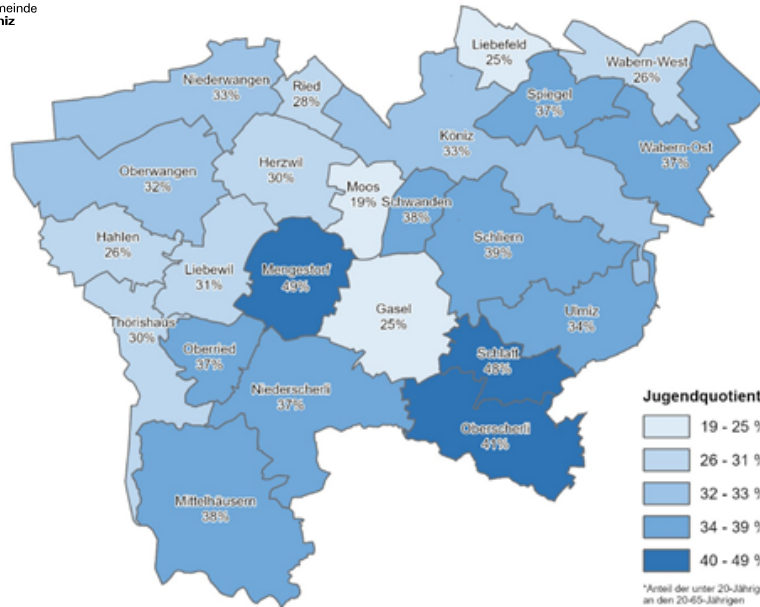 meinde
niz
Liebefeld
25%
Wabern-West
26%
Niederwangen
33%
Ried
28%
Spiegel
37%
Köniz
33%
Wabern-Ost
37%
Oberwangen
32%
Herzwil
30%
Moos
19%
Schwanden
38%
Hahlen
26%
Schliern
39%
Liebewil
31%
Mengestorf
49%
Gasel
25%
Ulmiz
34%
Thörishaus
30%
Oberried
37%
Schlatt
48%
Niederscherli
37%
Oberscherli
41%
Mittelhäusern
38%
Jugendquotient
19 - 25 %
26 - 31 %
32 - 33 %
34 - 39 %
40 - 49 %
*Anteil der unter 20-Jährig
an den 20-65-Jährigen